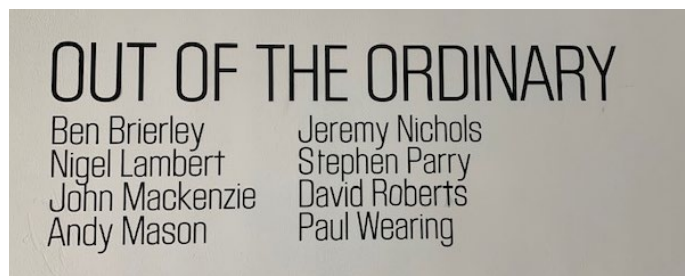 OUT OF THE ORDINARY
Ben Brierley
Nigel Lambert
John Mackenzie
Andy Mason
Jeremy Nichols
Stephen Parry
David Roberts
Paul Wearing